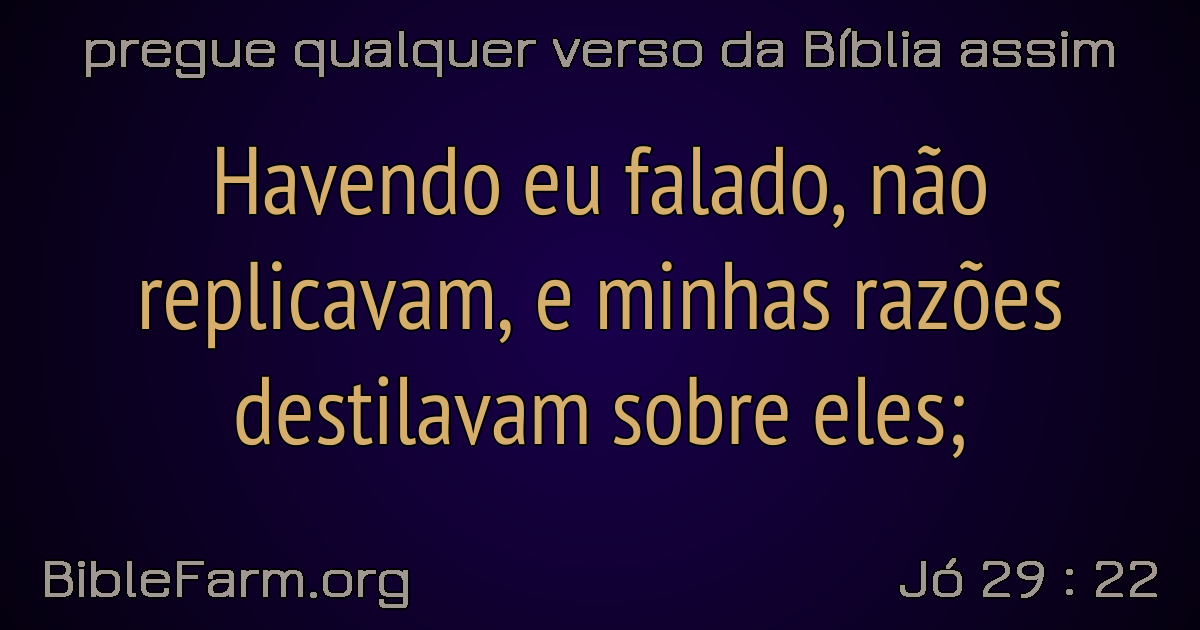 pregue qualquer verso da Bíblia assim
Havendo eu falado, não
replicavam, e minhas razões
destilavam sobre eles;
BibleFarm.org
Jó 29 : 22